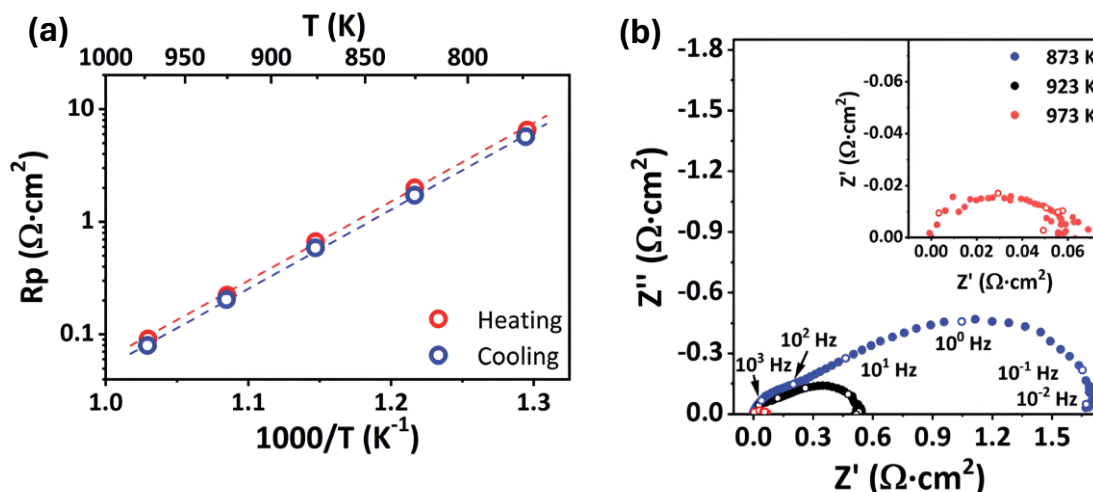 (a)
T (K)
1000 950 900 850 800
10
1
0.1
Rp (Ω·cm²)
Heating
Cooling
1.0 1.1 1.2 1.3
1000/T (K⁻¹)
(b)
-1.8
-1.5
-1.2
-0.9
-0.6
-0.3
0.0
Z'' (Ω·cm²)
873 K
923 K
973 K
-0.06
-0.04
-0.02
0.00
Z' (Ω·cm²)
0.00 0.02 0.04 0.06
Z' (Ω·cm²)
10³ Hz
10² Hz
10¹ Hz
10⁰ Hz
10⁻¹ Hz
10⁻² Hz
0.0 0.3 0.6 0.9 1.2 1.5
Z' (Ω·cm²)